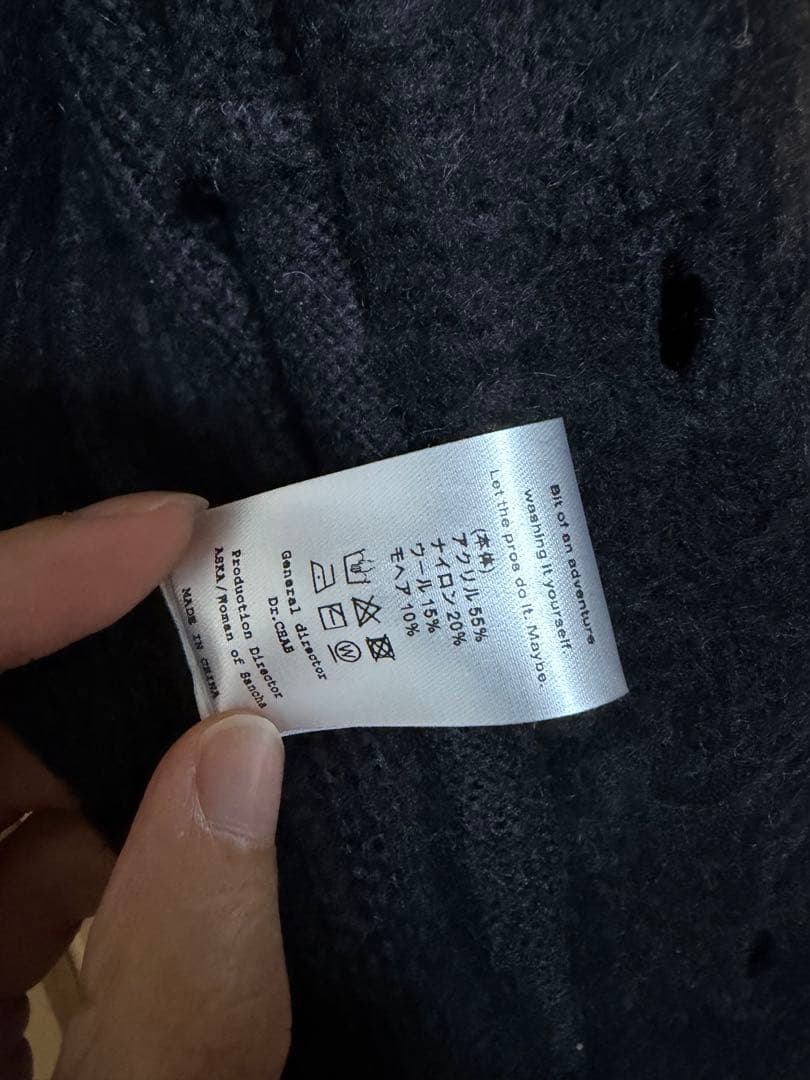 Bit of an adventure
washing it yourself.
Let the pros do it. Maybe.
(本体)
アクリル 55%
ナイロン 20%
ウール 15%
モヘア 10%
W
General director
Dr.CHAB
Production Director
ASKA/Woman of Sancha
MADE IN CHINA